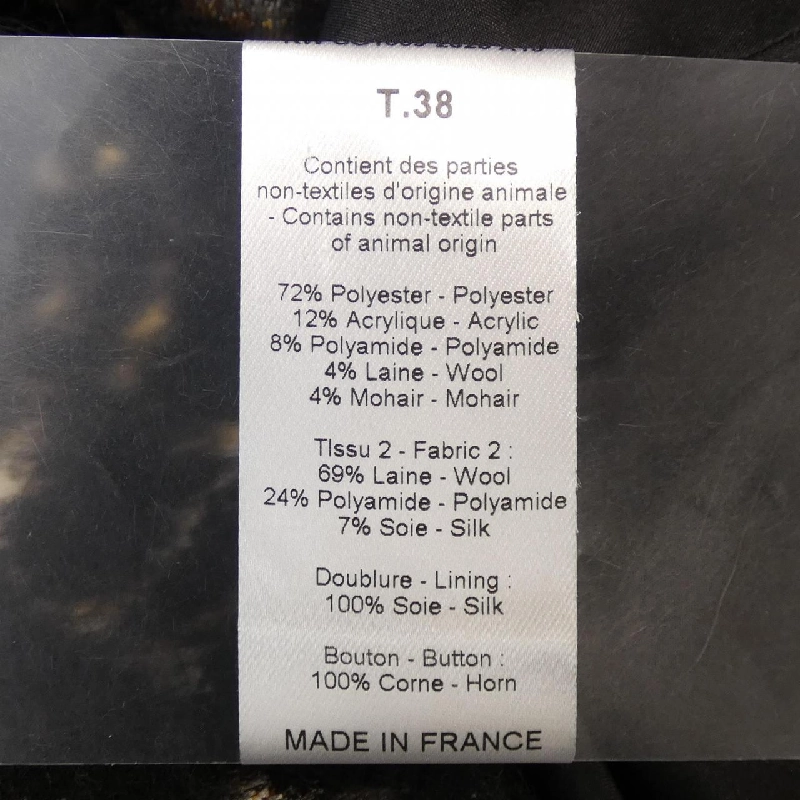 T.38
Contient des parties
non-textiles d'origine animale
- Contains non-textile parts
of animal origin
72% Polyester - Polyester
12% Acrylique - Acrylic
8% Polyamide - Polyamide
4% Laine - Wool
4% Mohair - Mohair
TIssu 2 - Fabric 2 :
69% Laine - Wool
24% Polyamide - Polyamide
7% Soie - Silk
Doublure - Lining :
100% Soie - Silk
Bouton - Button :
100% Corne - Horn
MADE IN FRANCE